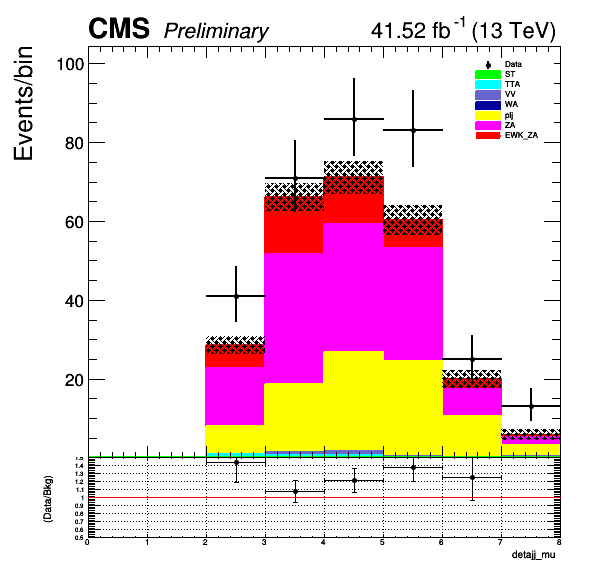 CMS Preliminary 41.52 fb⁻¹ (13 TeV)
Events/bin
100
80
60
40
20
Data
ST
TTA
VV
WA
plj
ZA
EWK_ZA
(Data/Bkg)
1.5
1.4
1.3
1.2
1.1
1
0.9
0.8
0.7
0.6
0.5
0 1 2 3 4 5 6 7 8
detajj_mu